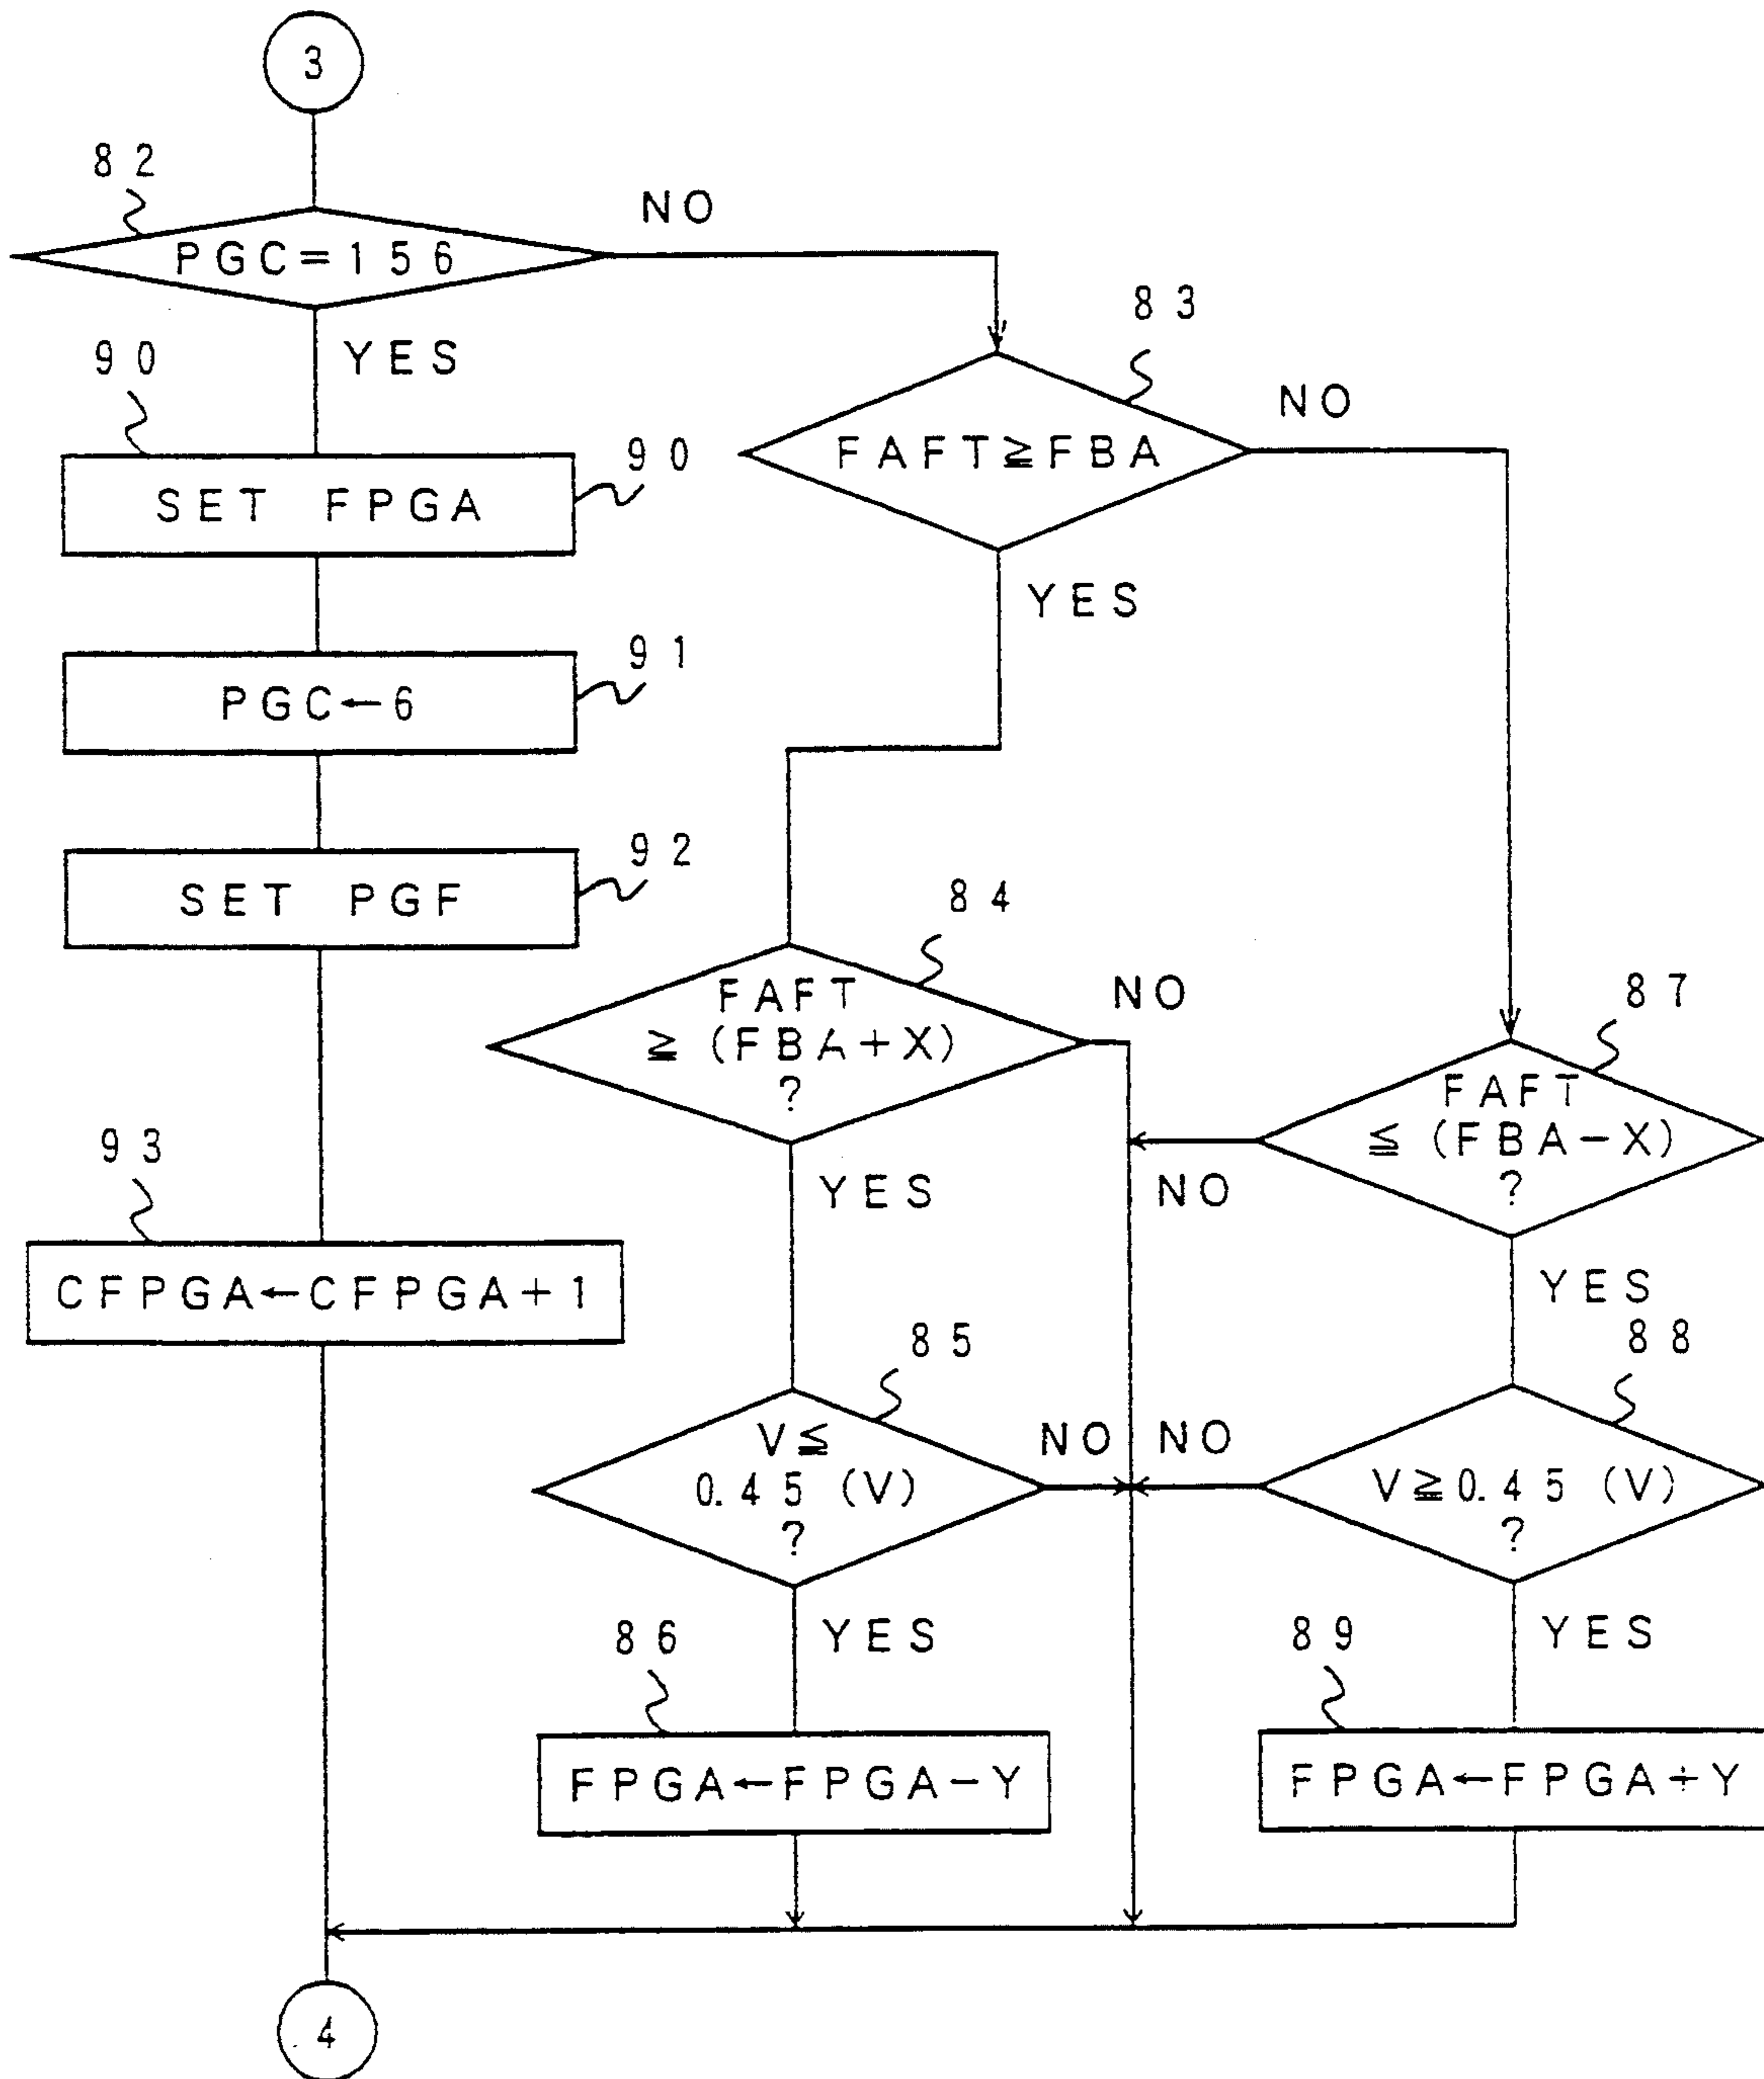 3
82
NO
PGC=156
83
YES
90
NO
FAFT≧FBA
90
SET FPGA
YES
91
PGC←6
92
SET PGF
84
FAFT
≧(FBA+X)
?
NO
87
FAFT
≦(FBA-X)
?
NO
93
YES
CFPGA←CFPGA+1
YES
85
88
V≦
0.45(V)
?
NO
NO
V≧0.45(V)
?
YES
YES
86
89
FPGA←FPGA-Y
FPGA←FPGA+Y
4